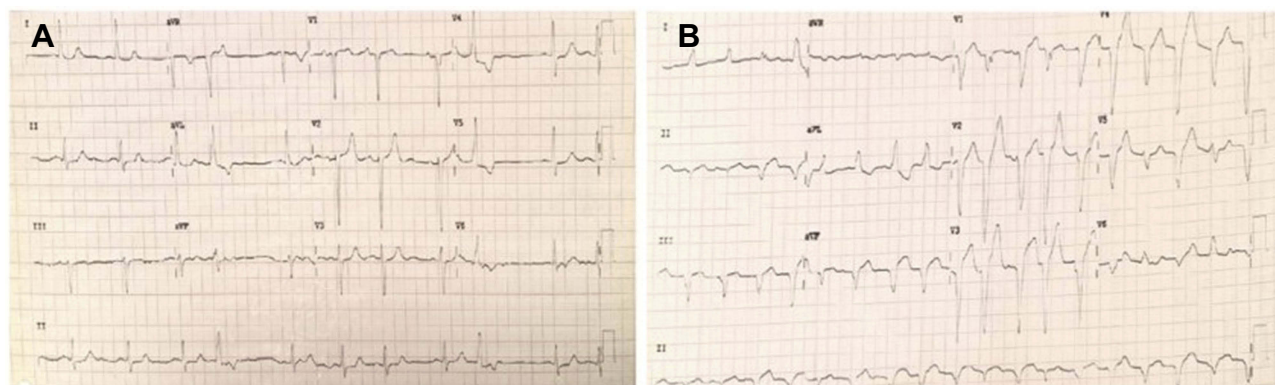 A
I aVR V1 V4
II aVL V2 V5
III aVF V3 V6
II
B
I aVR V1 V4
II aVL V2 V5
III aVF V3 V6
II